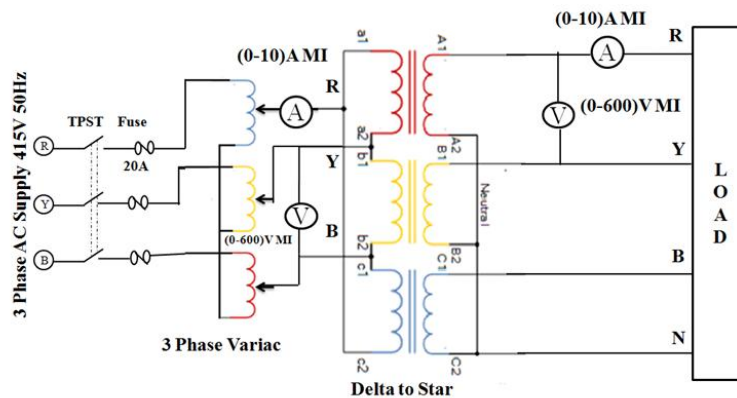 3 Phase AC Supply 415V 50Hz
TPST
Fuse
20A
R
Y
B
(0-10)A MI
R
A
Y
V
(0-600)V MI
B
3 Phase Variac
a1
a2
b1
b2
c1
c2
A1
A2
B1
B2
C1
C2
Neutral
Delta to Star
(0-10)A MI
A
R
V
(0-600)V MI
Y
B
N
LOAD